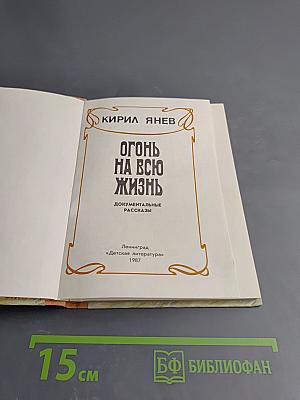 КИРИЛ ЯНЕВ
ОГОНЬ
НА ВСЮ
ЖИЗНЬ
ДОКУМЕНТАЛЬНЫЕ
РАССКАЗЫ
Ленинград
«Детская литература»
1987
15 см
БФ БИБЛИОФАН